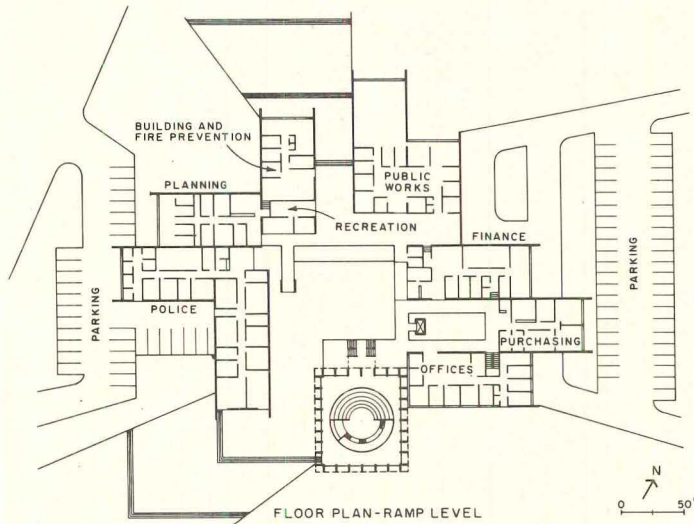 BUILDING AND
FIRE PREVENTION
PLANNING
PUBLIC
WORKS
RECREATION
FINANCE
PARKING
PARKING
POLICE
PURCHASING
OFFICES
N
0 50'
FLOOR PLAN-RAMP LEVEL